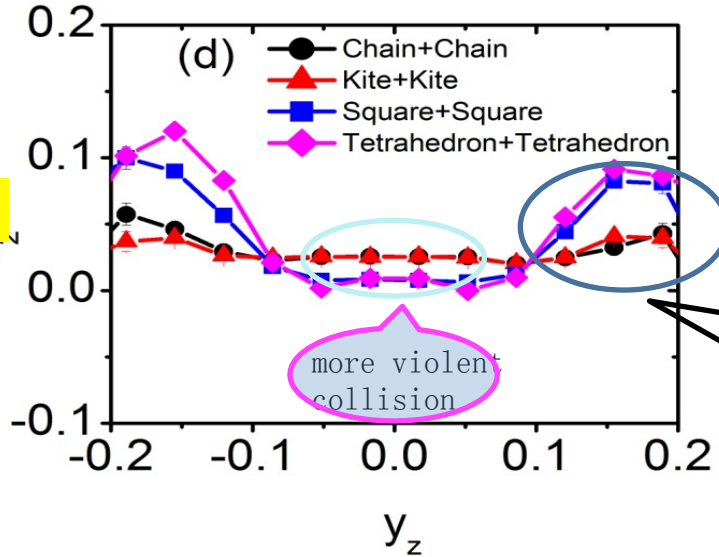 (d)
Chain+Chain
Kite+Kite
Square+Square
Tetrahedron+Tetrahedron
0.2
0.1
0.0
-0.1
z
more violent
collision
-0.2 -0.1 0.0 0.1 0.2
y_z